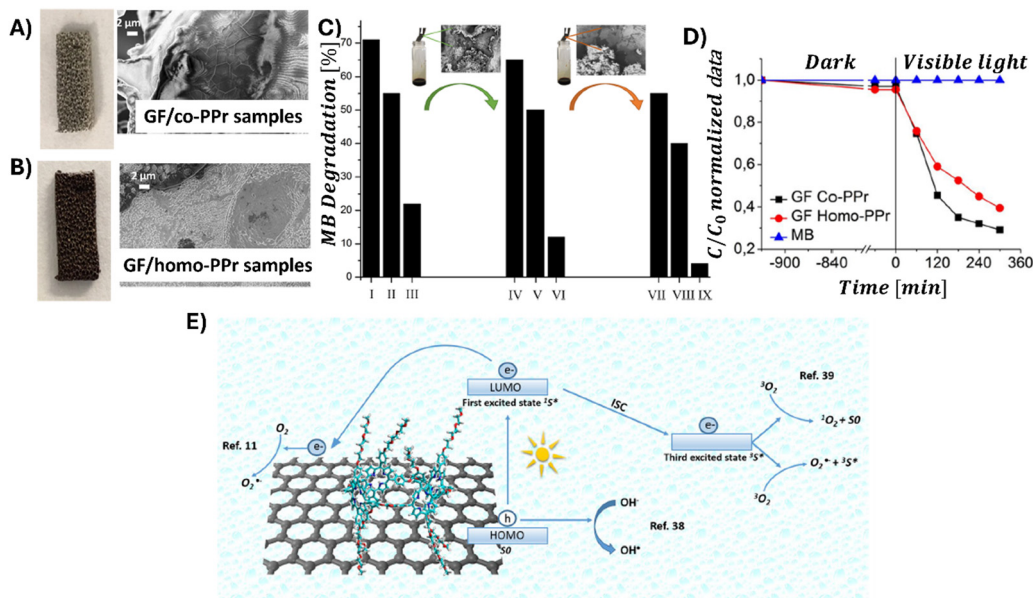 A)
2 µm
GF/co-PPr samples
B)
2 µm
GF/homo-PPr samples
C)
MB Degradation [%]
70
60
50
40
30
20
10
0
I II III IV V VI VII VIII IX
D)
Dark Visible light
C/C0 normalized data
1,0
0,8
0,6
0,4
0,2
GF Co-PPr
GF Homo-PPr
MB
-900 -840 0 120 240 360
Time [min]
E)
e-
LUMO
First excited state ¹S*
ISC
e-
Third excited state ³S*
Ref. 39
³O₂
¹O₂ + S0
O₂•- + ³S*
³O₂
Ref. 11
O₂
e-
O₂•-
h
HOMO
S0
OH-
Ref. 38
OH•